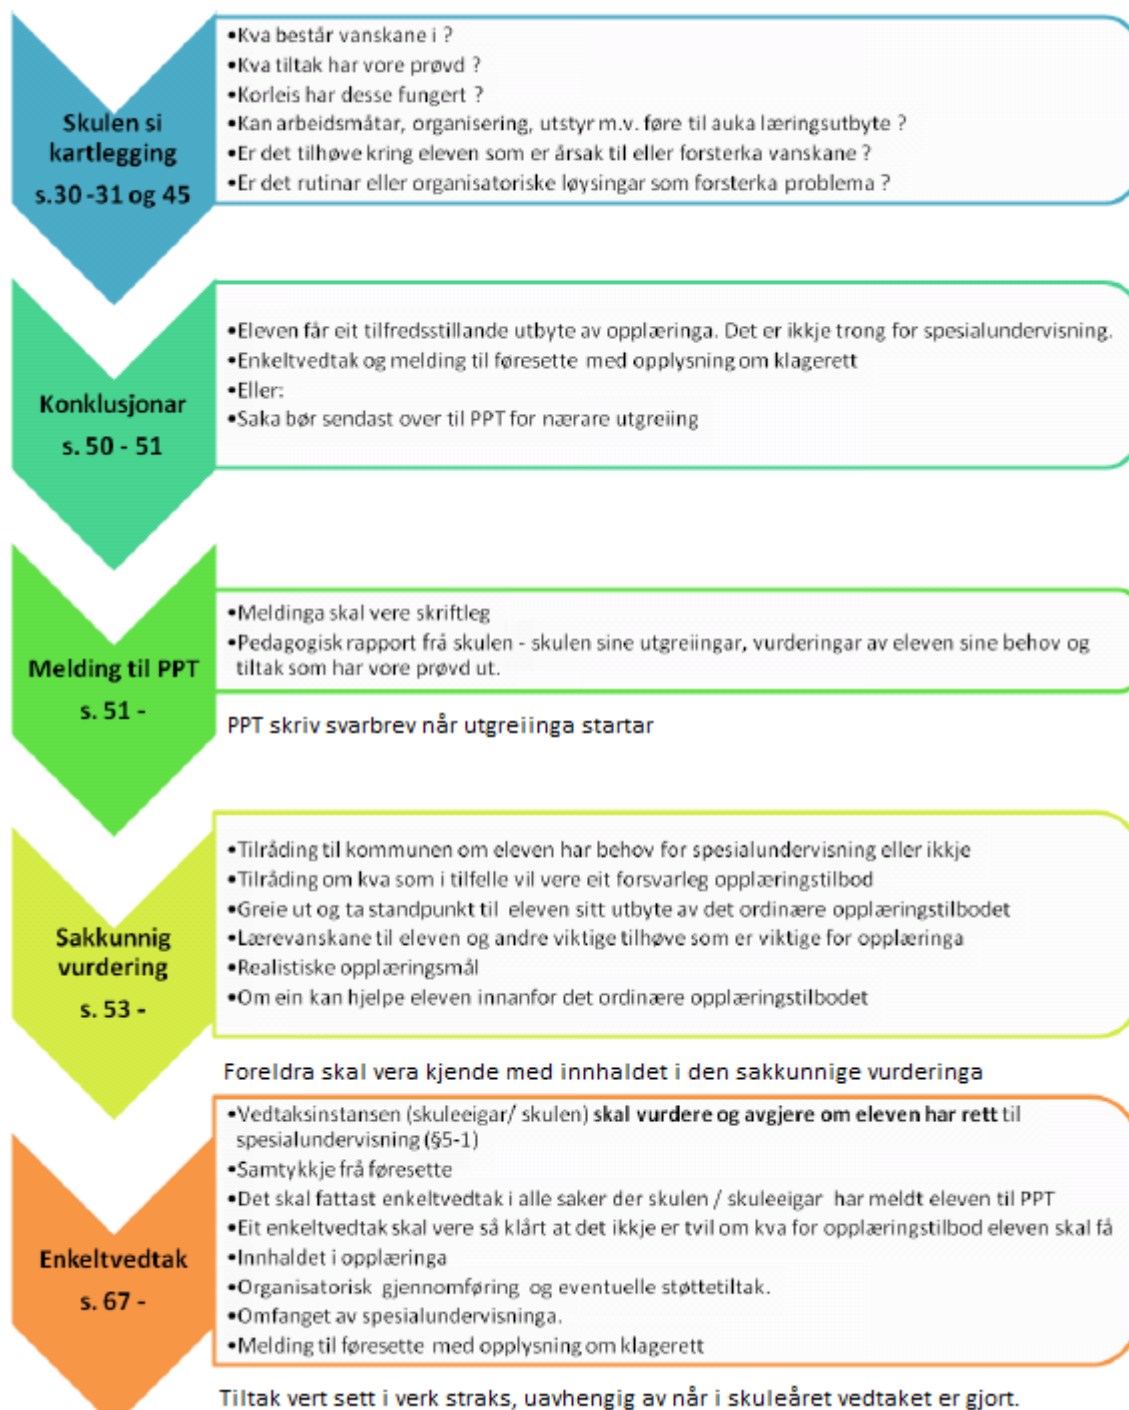 Skulen si
kartlegging
s.30 -31 og 45
•Kva består vanskane i ?
•Kva tiltak har vore prøvd ?
•Korleis har desse fungert ?
•Kan arbeidsmåtar, organisering, utstyr m.v. føre til auka læringsutbyte ?
•Er det tilhøve kring eleven som er årsak til eller forsterka vanskane ?
•Er det rutinar eller organisatoriske løysingar som forsterka problema ?
Konklusjonar
s. 50 - 51
•Eleven får eit tilfredsstillande utbyte av opplæringa. Det er ikkje trong for spesialundervisning.
•Enkeltvedtak og melding til føresette med opplysning om klagerett
•Eller:
•Saka bør sendast over til PPT for nærare utgreiing
Melding til PPT
s. 51 -
•Meldinga skal vere skriftleg
•Pedagogisk rapport frå skulen - skulen sine utgreiingar, vurderingar av eleven sine behov og
tiltak som har vore prøvd ut.
PPT skriv svarbrev når utgreiinga startar
Sakkunnig
vurdering
s. 53 -
•Tilråding til kommunen om eleven har behov for spesialundervisning eller ikkje
•Tilråding om kva som i tilfelle vil vere eit forsvarleg opplæringstilbod
•Greie ut og ta standpunkt til eleven sitt utbyte av det ordinære opplæringstilbodet
•Lærevanskane til eleven og andre viktige tilhøve som er viktige for opplæringa
•Realistiske opplæringsmål
•Om ein kan hjelpe eleven innanfor det ordinære opplæringstilbodet
Foreldra skal vera kjende med innhaldet i den sakkunnige vurderinga
Enkeltvedtak
s. 67 -
•Vedtaksinstansen (skuleeigar/ skulen) skal vurdere og avgjere om eleven har rett til
spesialundervisning (§5-1)
•Samtykkje frå føresette
•Det skal fattast enkeltvedtak i alle saker der skulen / skuleeigar har meldt eleven til PPT
•Eit enkeltvedtak skal vere så klårt at det ikkje er tvil om kva for opplæringstilbod eleven skal få
•Innhaldet i opplæringa
•Organisatorisk gjennomføring og eventuelle støttetiltak.
•Omfanget av spesialundervisninga.
•Melding til føresette med opplysning om klagerett
Tiltak vert sett i verk straks, uavhengig av når i skuleåret vedtaket er gjort.